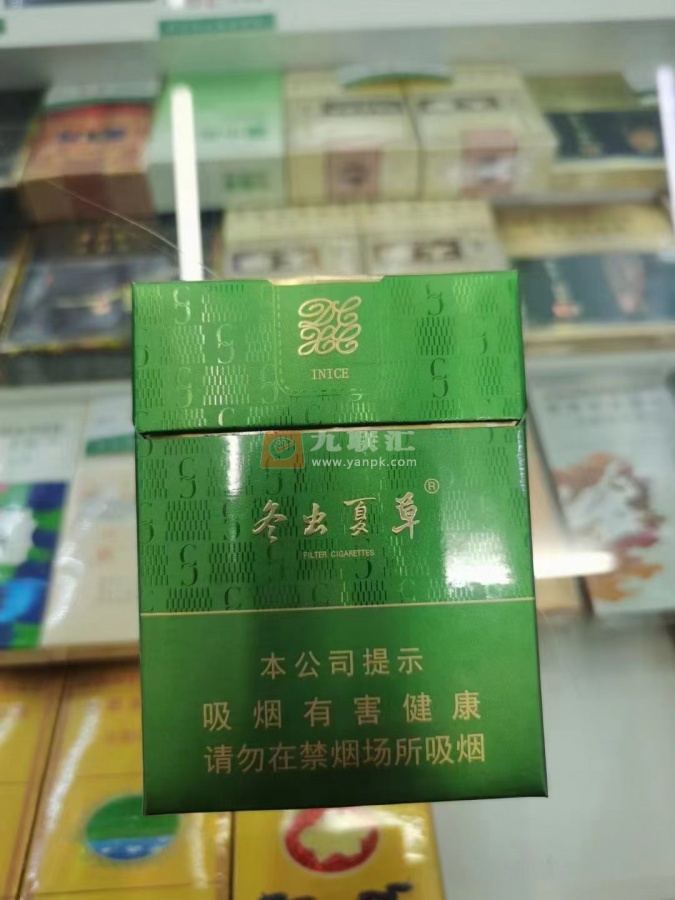 INICE
九联汇
www.yanpk.com
冬虫夏草®
FILTER CIGARETTES
本公司提示
吸烟有害健康
请勿在禁烟场所吸烟